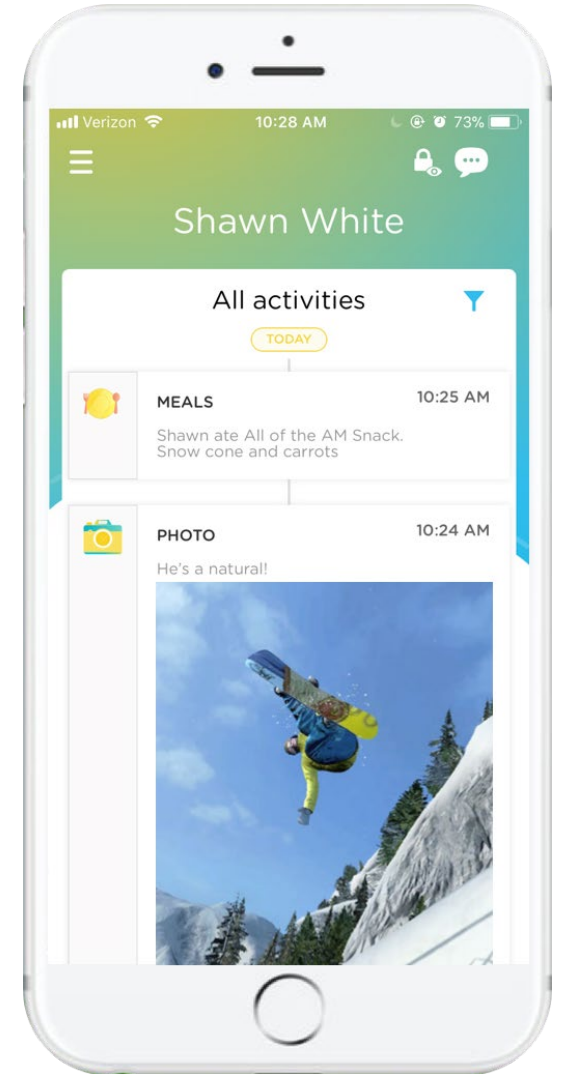 Verizon 10:28 AM 73%
Shawn White
All activities
TODAY
MEALS 10:25 AM
Shawn ate All of the AM Snack.
Snow cone and carrots
PHOTO 10:24 AM
He's a natural!